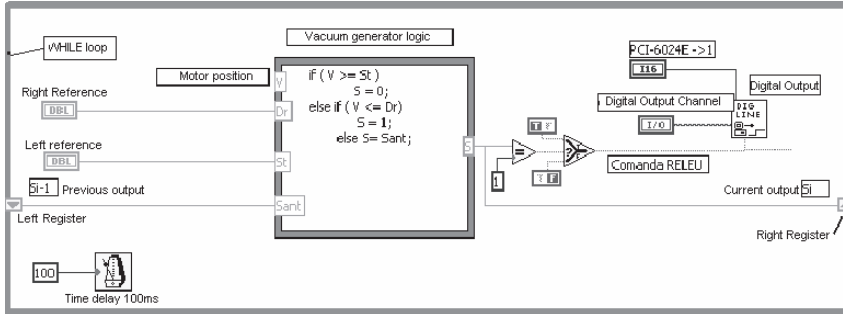 WHILE loop
Vacuum generator logic
Motor position
Right Reference
DBL
Left reference
DBL
Si-1 Previous output
Left Register
100
Time delay 100ms
V
Dr
St
Sant
if ( V >= St )
S = 0;
else if ( V <= Dr)
S = 1;
else S= Sant;
S
=
1
T
F
?
PCI-6024E ->1
I16
Digital Output
Digital Output Channel
I/O
DIG
LINE
Comanda RELEU
Current output Si
Right Register